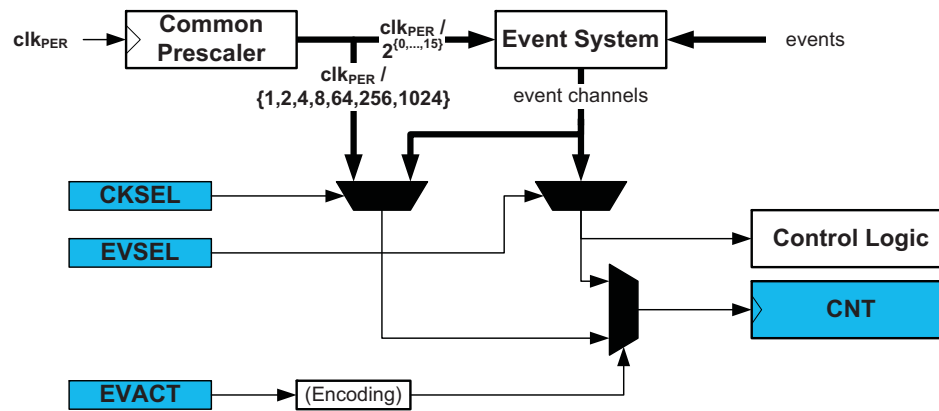 clkPER
Common
Prescaler
clkPER /
2{0,...,15}
Event System
events
clkPER /
{1,2,4,8,64,256,1024}
event channels
CKSEL
EVSEL
Control Logic
CNT
EVACT
(Encoding)